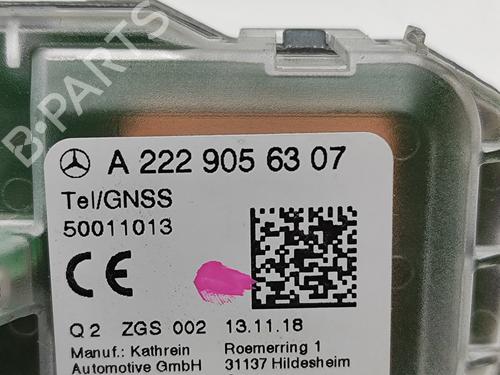 B-PARTS
A 222 905 63 07
Tel/GNSS
50011013
CE
Q 2 ZGS 002 13.11.18
Manuf.: Kathrein Roemerring 1
Automotive GmbH 31137 Hildesheim